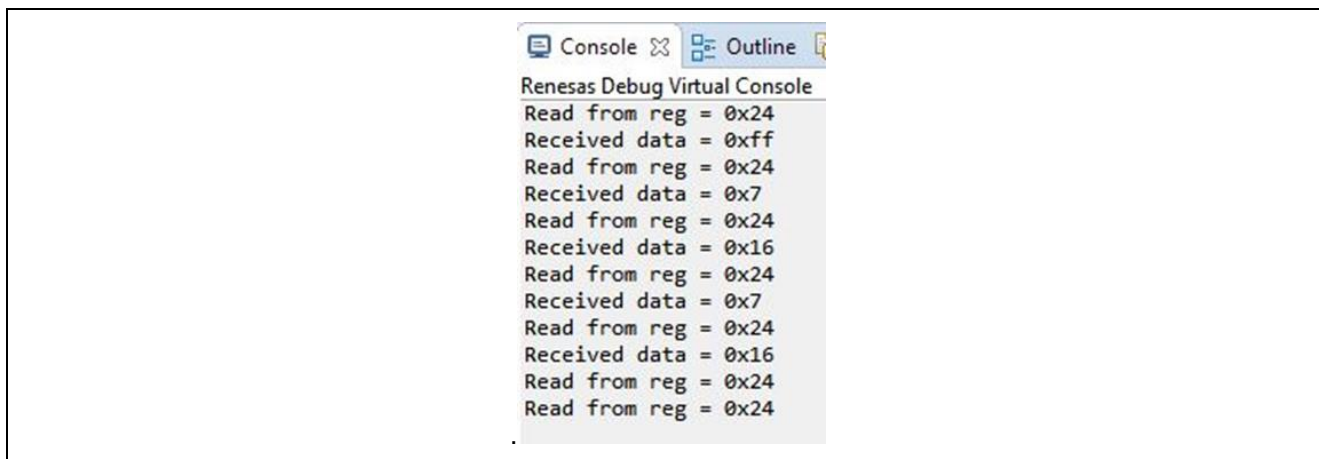 Console Outline
Renesas Debug Virtual Console
Read from reg = 0x24
Received data = 0xff
Read from reg = 0x24
Received data = 0x7
Read from reg = 0x24
Received data = 0x16
Read from reg = 0x24
Received data = 0x7
Read from reg = 0x24
Received data = 0x16
Read from reg = 0x24
Read from reg = 0x24
.